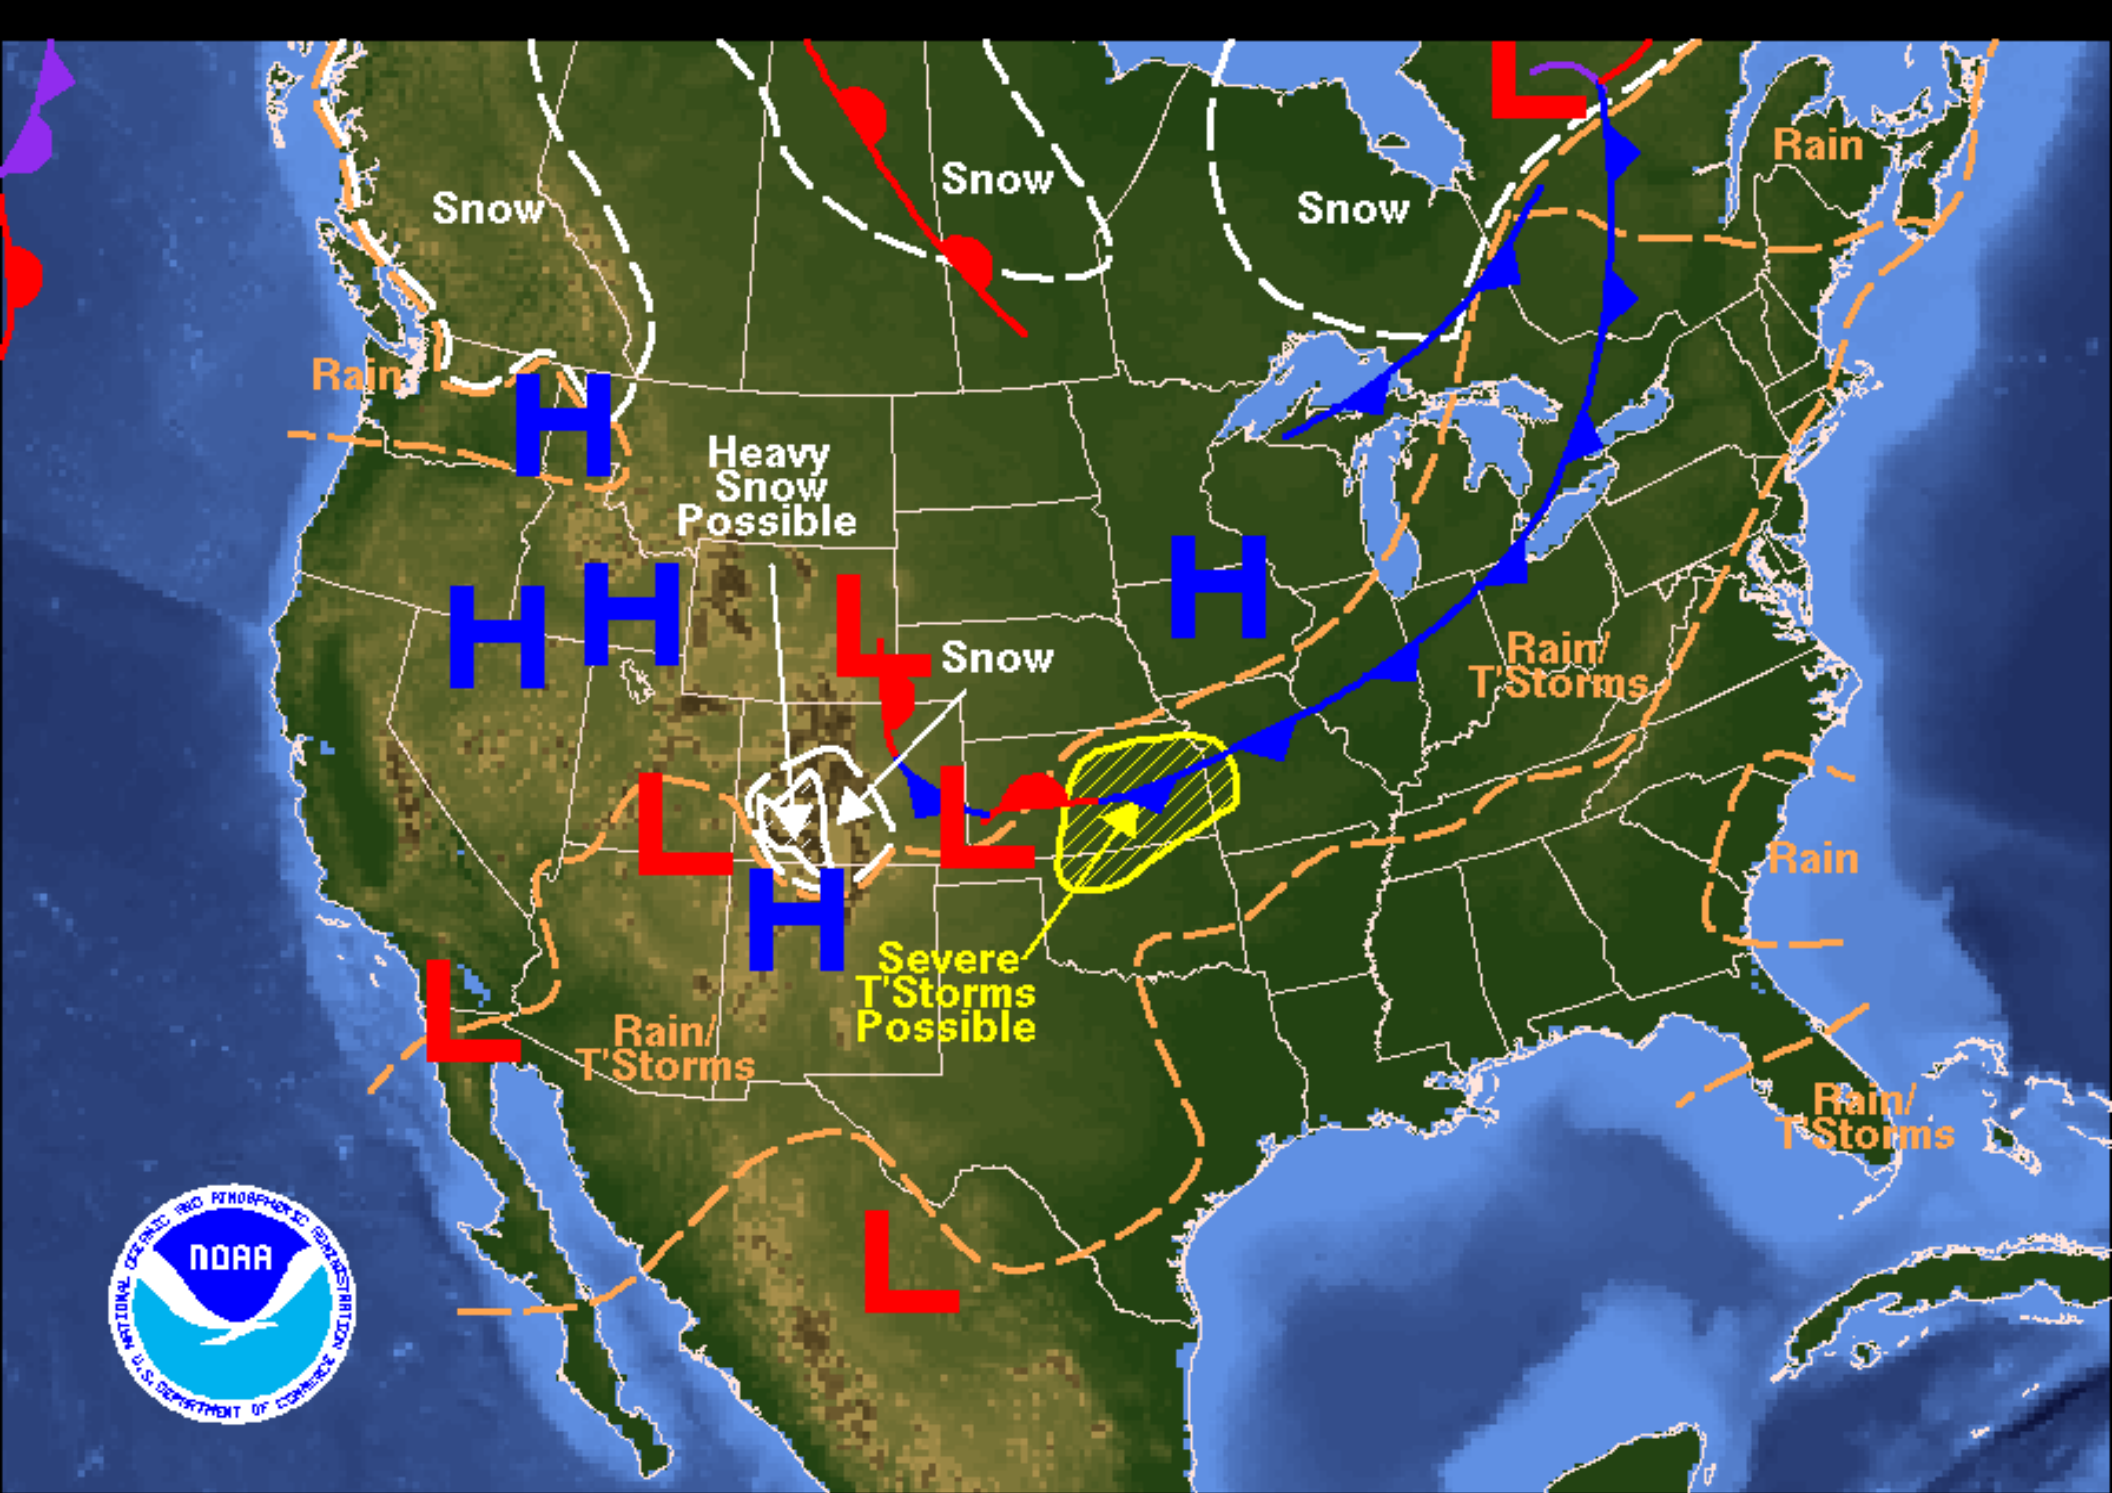 Rain
Snow
Snow
Snow
Rain
H
Heavy
Snow
Possible
L
H
H
H
L
Snow
Rain/
T'Storms
L
L
H
Rain
Severe
T'Storms
Possible
L
Rain/
T'Storms
Rain/
T'Storms
L
NATIONAL OCEANIC AND ATMOSPHERIC ADMINISTRATION
NOAA
U.S. DEPARTMENT OF COMMERCE